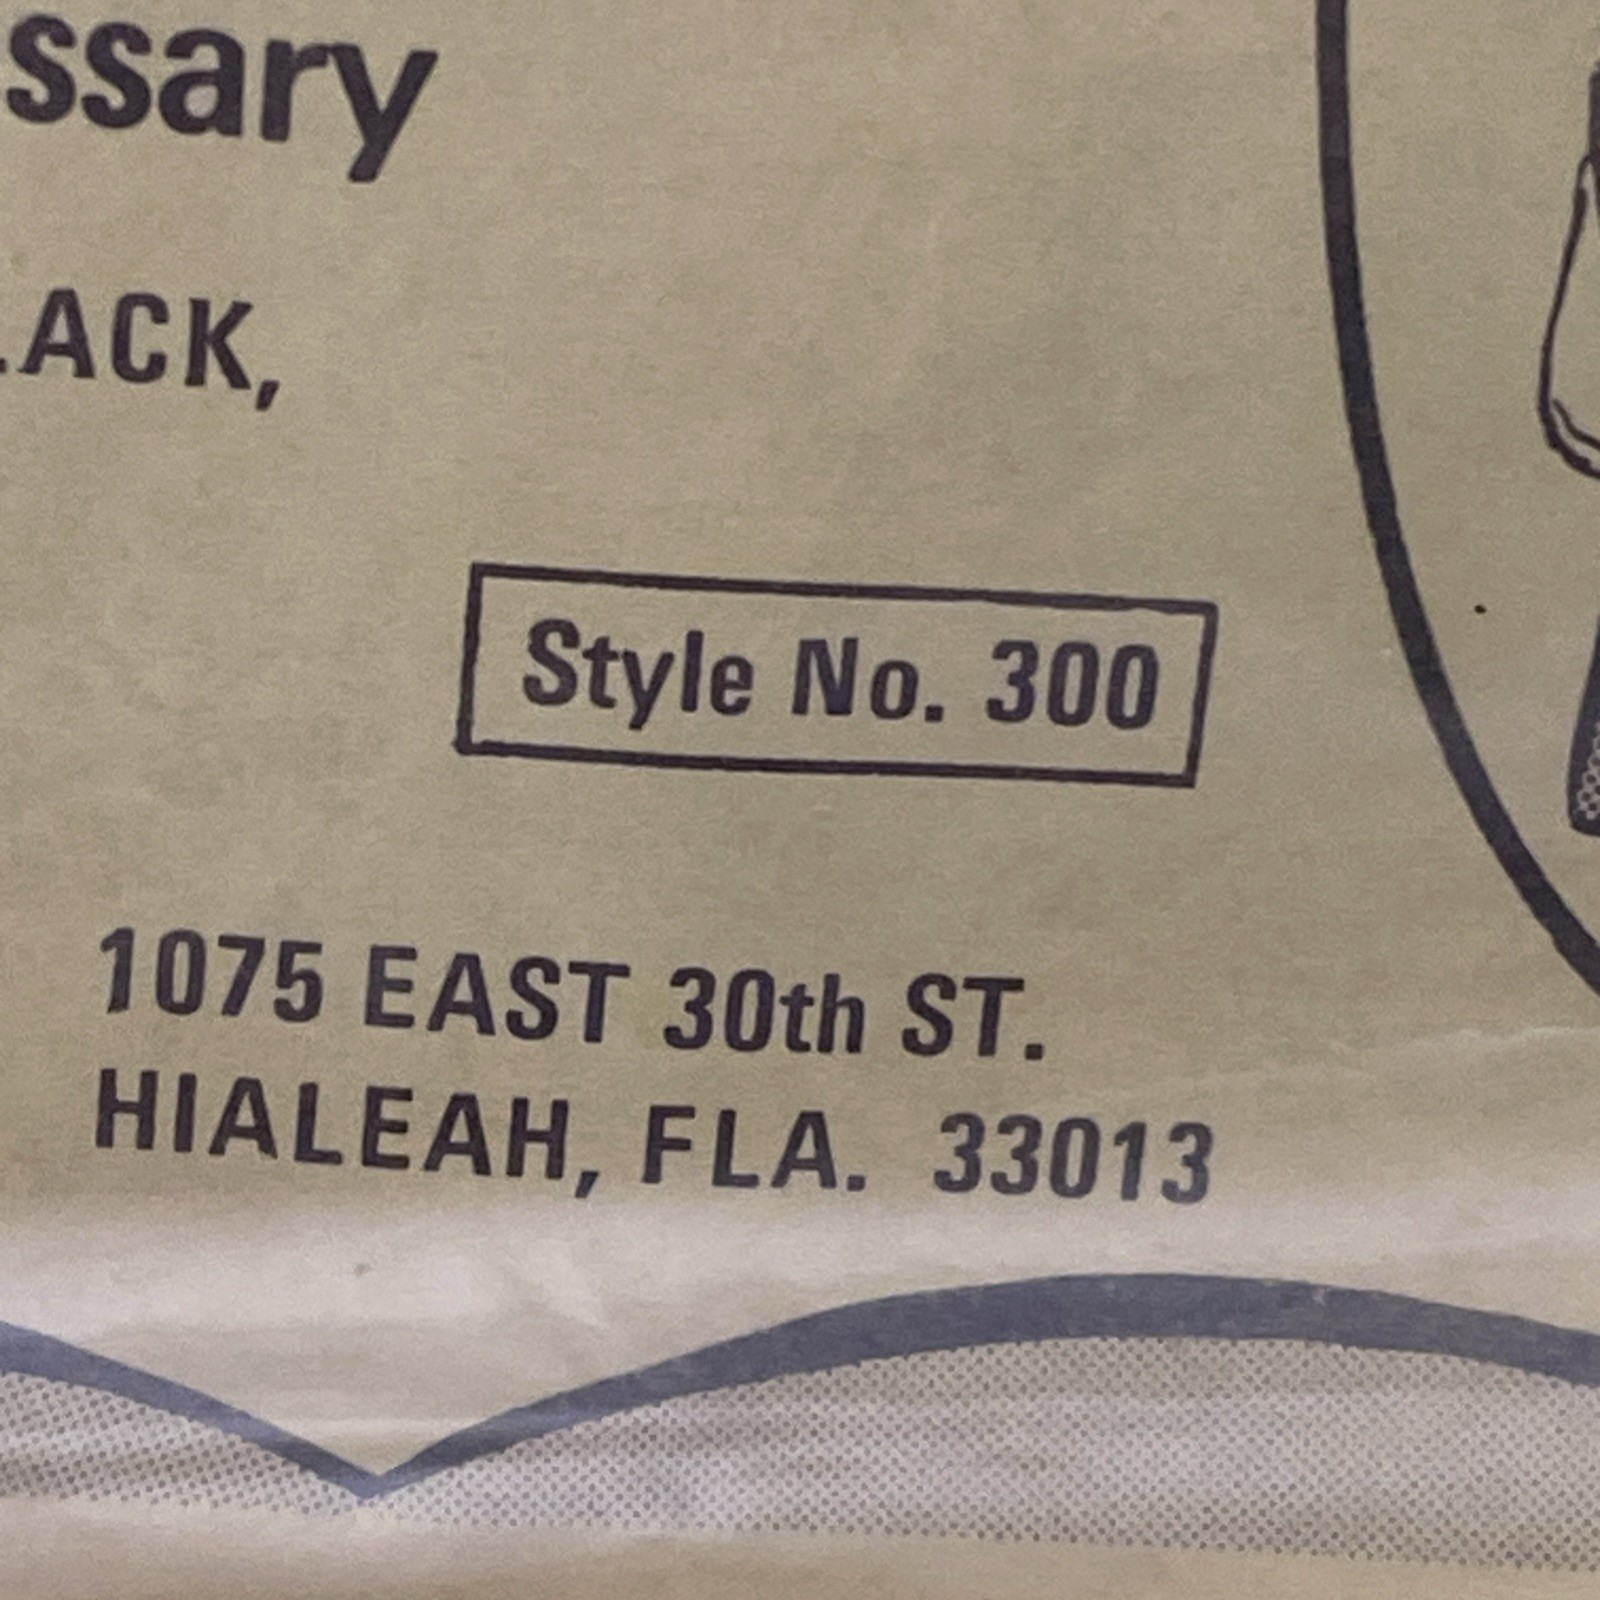 ssary
ACK,
Style No. 300
1075 EAST 30th ST.
HIALEAH, FLA. 33013